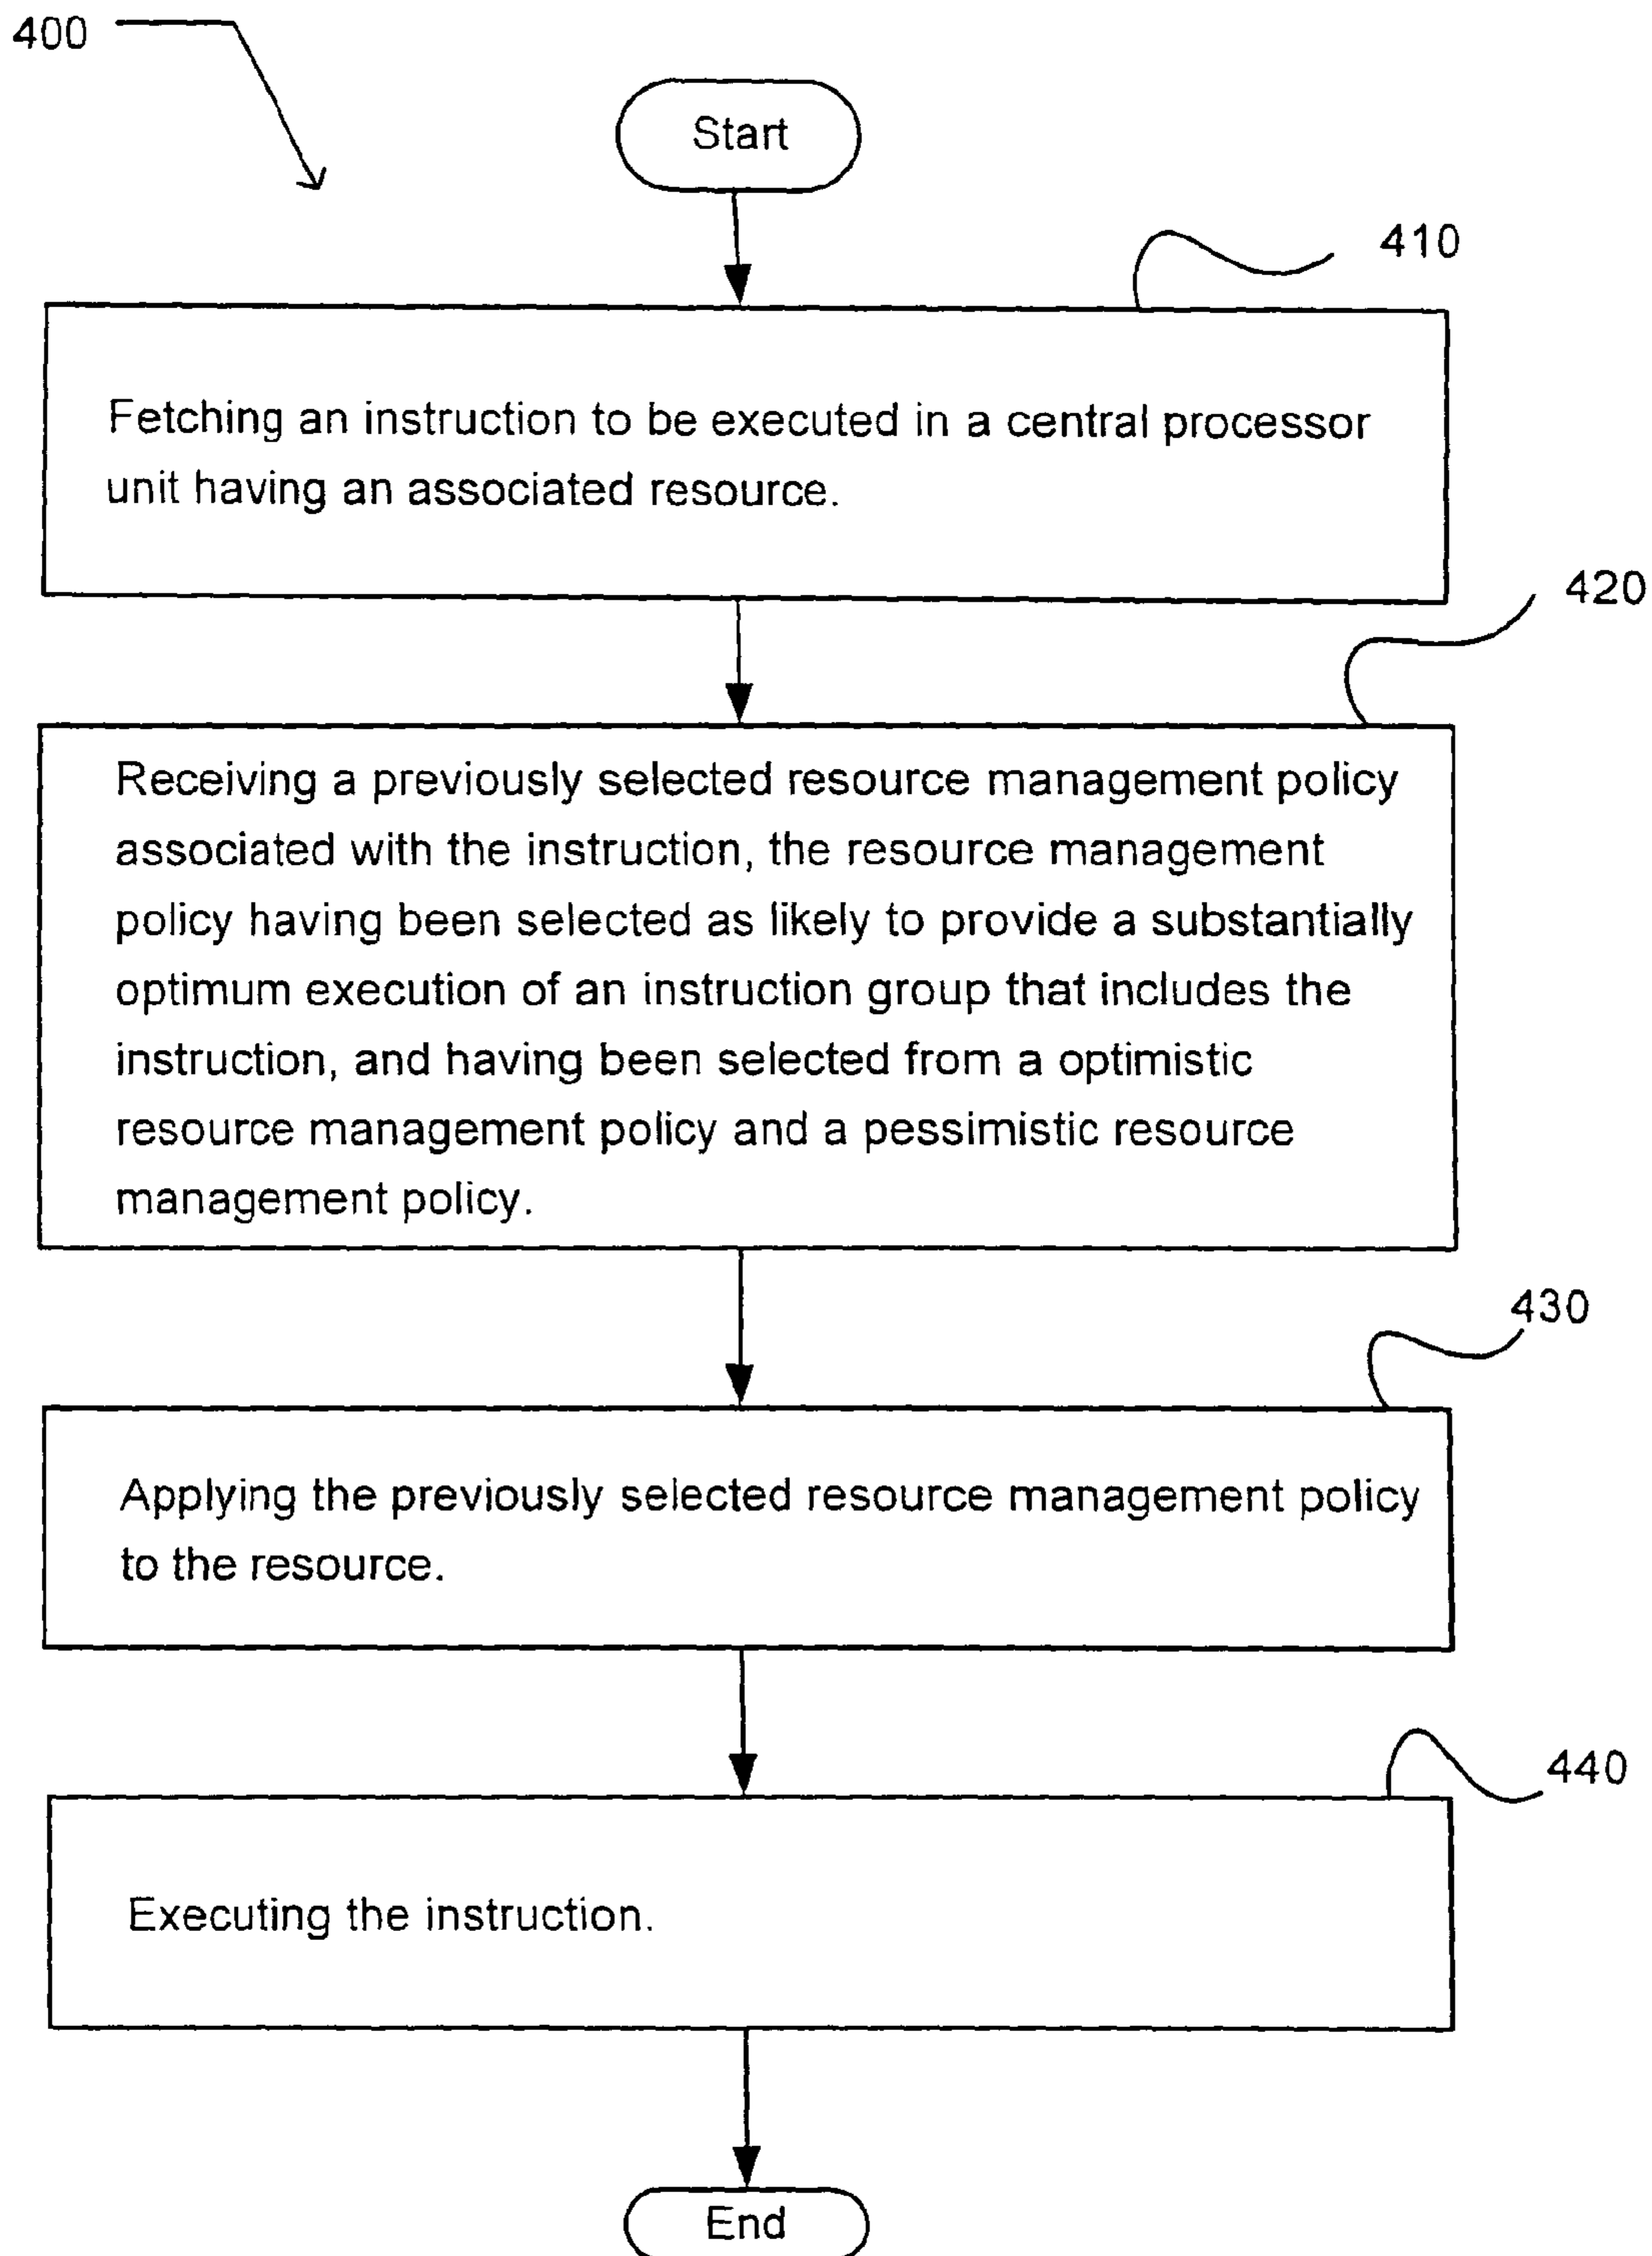 400
Start
410
Fetching an instruction to be executed in a central processor
unit having an associated resource.
420
Receiving a previously selected resource management policy
associated with the instruction, the resource management
policy having been selected as likely to provide a substantially
optimum execution of an instruction group that includes the
instruction, and having been selected from a optimistic
resource management policy and a pessimistic resource
management policy.
430
Applying the previously selected resource management policy
to the resource.
440
Executing the instruction.
End